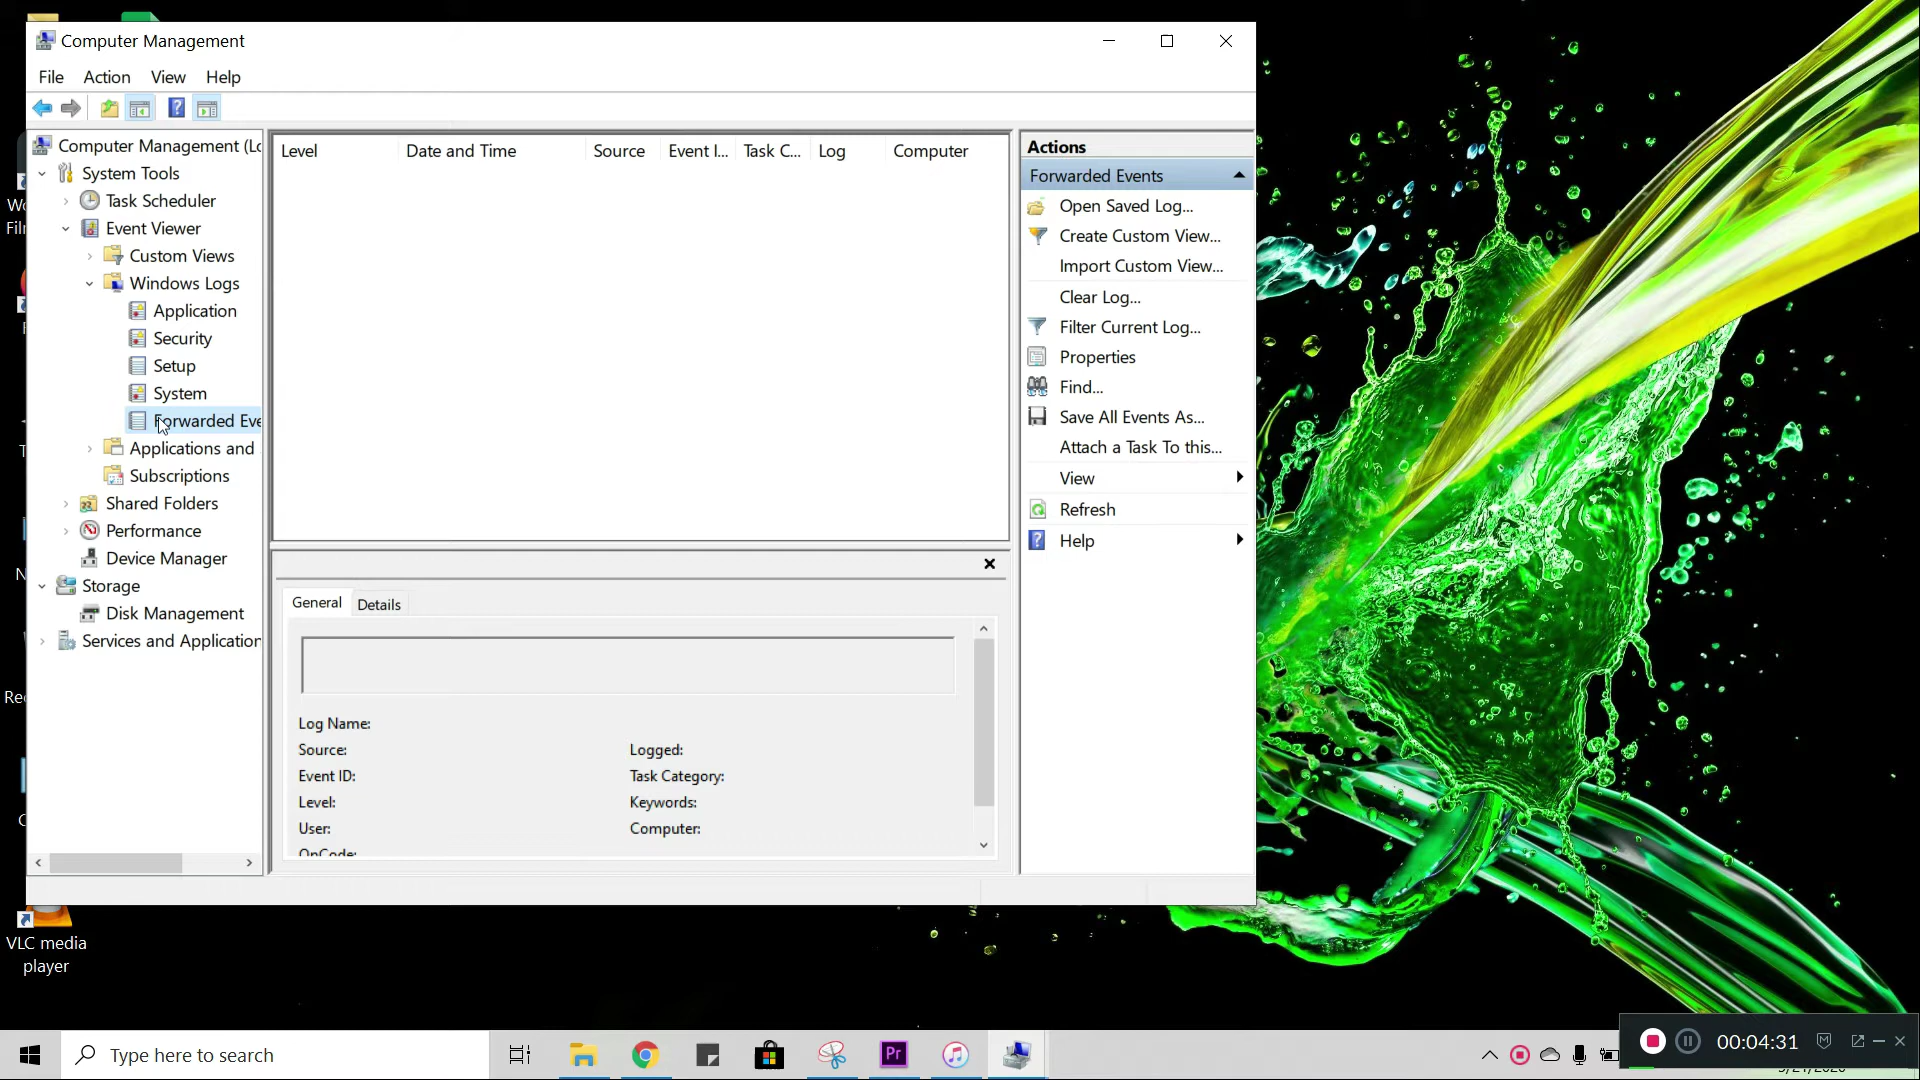 Computer Management
File Action View Help
Computer Management (Lc
System Tools
Task Scheduler
Event Viewer
Custom Views
Windows Logs
Application
Security
Setup
System
Forwarded Eve
Applications and
Subscriptions
Shared Folders
Performance
Device Manager
Storage
Disk Management
Services and Application
Level Date and Time Source Event I... Task C... Log Computer
General Details
Log Name:
Source: Logged:
Event ID: Task Category:
Level: Keywords:
User: Computer:
OpCode:
Actions
Forwarded Events
Open Saved Log...
Create Custom View...
Import Custom View...
Clear Log...
Filter Current Log...
Properties
Find...
Save All Events As...
Attach a Task To this...
View
Refresh
Help
VLC media
player
Type here to search
Pr
00:04:31